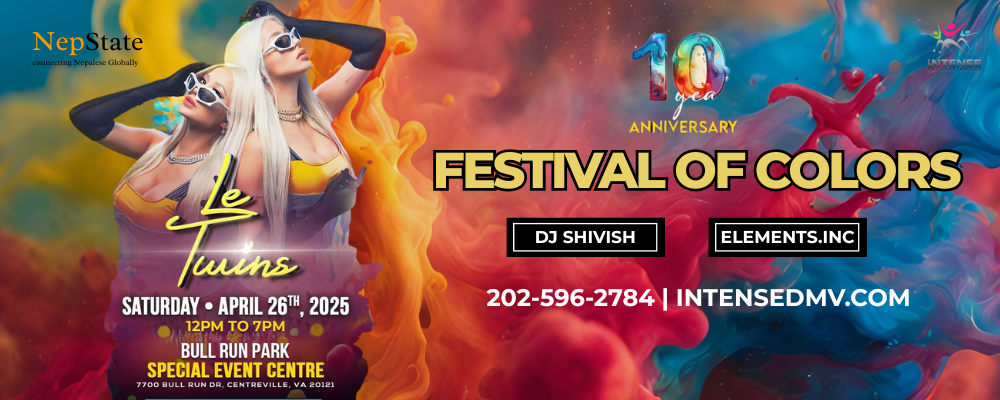 NepState
connecting Nepalese Globally
Le
Twins
SATURDAY • APRIL 26TH, 2025
12PM TO 7PM
BULL RUN PARK
SPECIAL EVENT CENTRE
7700 BULL RUN DR, CENTREVILLE, VA 20121
10
yea
ANNIVERSARY
INTENSE
FESTIVAL OF COLORS
DJ SHIVISH
ELEMENTS.INC
202-596-2784 | INTENSEDMV.COM